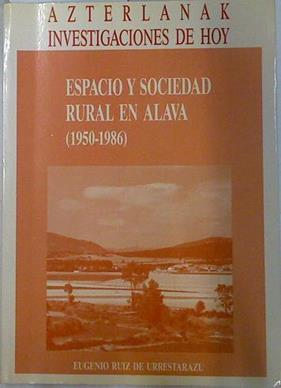 AZTERLANAK
INVESTIGACIONES DE HOY
ESPACIO Y SOCIEDAD
RURAL EN ALAVA
(1950-1986)
EUGENIO RUIZ DE URRESTARAZU